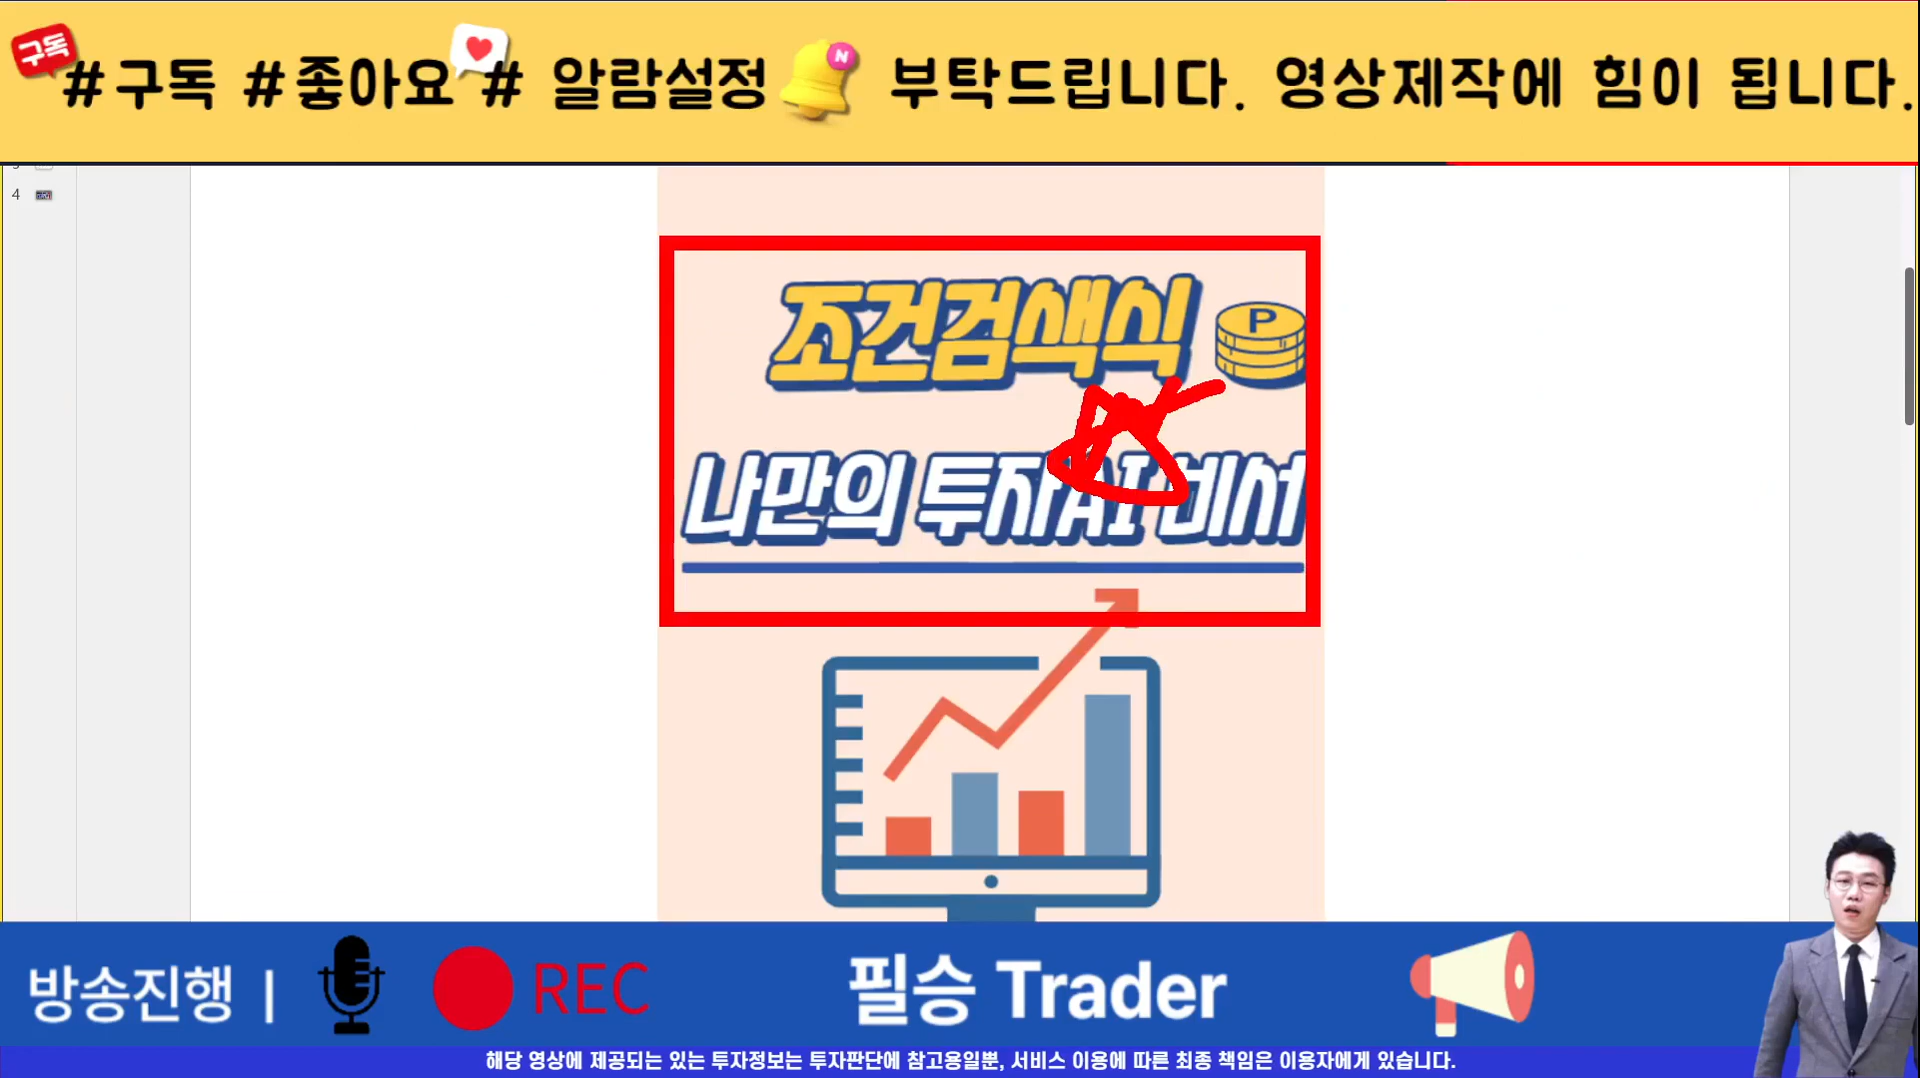 구독
#구독 #좋아요 # 알람설정 N 부탁드립니다. 영상제작에 힘이 됩니다.
4
조건검색식 P
나만의 투자AI 비서
방송진행 | REC 필승 Trader
해당 영상에 제공되는 있는 투자정보는 투자판단에 참고용일뿐, 서비스 이용에 따른 최종 책임은 이용자에게 있습니다.